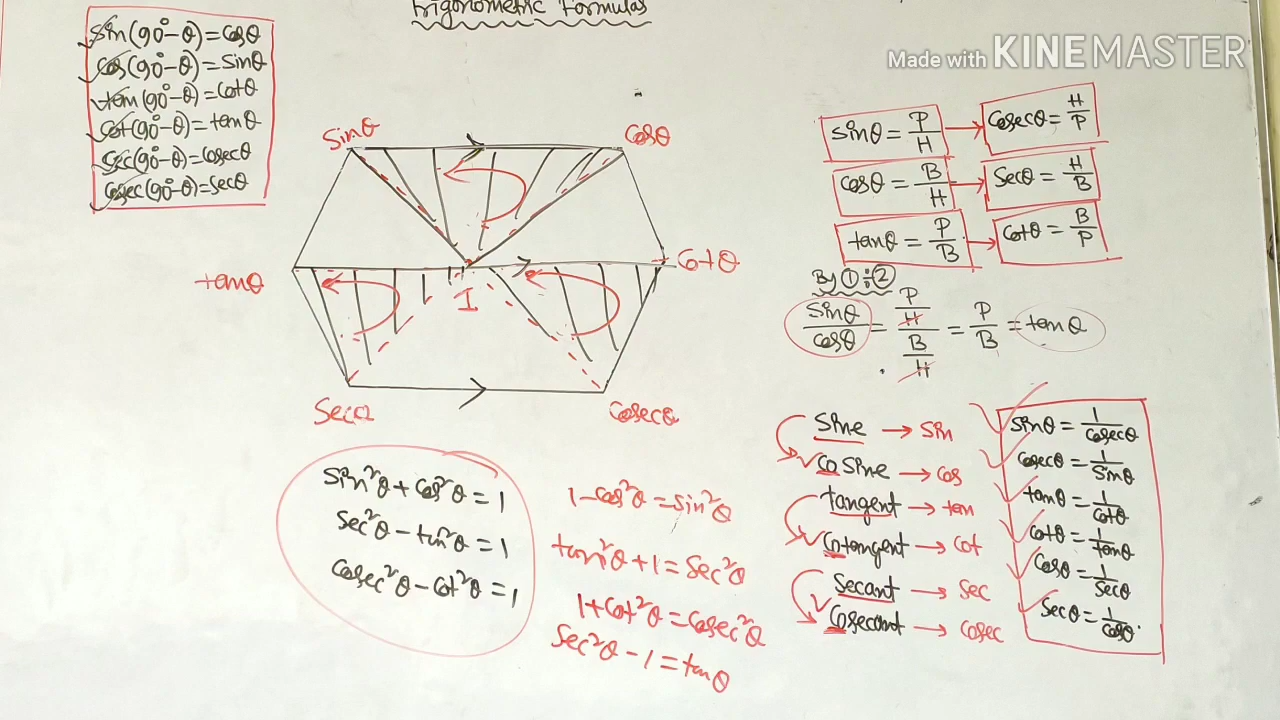 Trigonometric Formulas
Made with KINEMASTER
sin(90°-θ)=cosθ
cos(90°-θ)=sinθ
tan(90°-θ)=cotθ
cot(90°-θ)=tanθ
sec(90°-θ)=cosecθ
cosec(90°-θ)=secθ
sinθ
cosθ
tanθ
1
cotθ
secθ
cosecθ
sin²θ+cos²θ=1
sec²θ-tan²θ=1
cosec²θ-cot²θ=1
1-cos²θ=sin²θ
tan²θ+1=sec²θ
1+cot²θ=cosec²θ
sec²θ-1=tanθ
sinθ=P/H → cosecθ=H/P
cosθ=B/H → secθ=H/B
tanθ=P/B → cotθ=B/P
By ①÷②
sinθ/cosθ = (P/H)/(B/H) = P/B = tanθ
sine → sin
cosine → cos
tangent → tan
cotangent → cot
secant → sec
cosecant → cosec
sinθ=1/cosecθ
cosecθ=1/sinθ
tanθ=1/cotθ
cotθ=1/tanθ
cosθ=1/secθ
secθ=1/cosθ